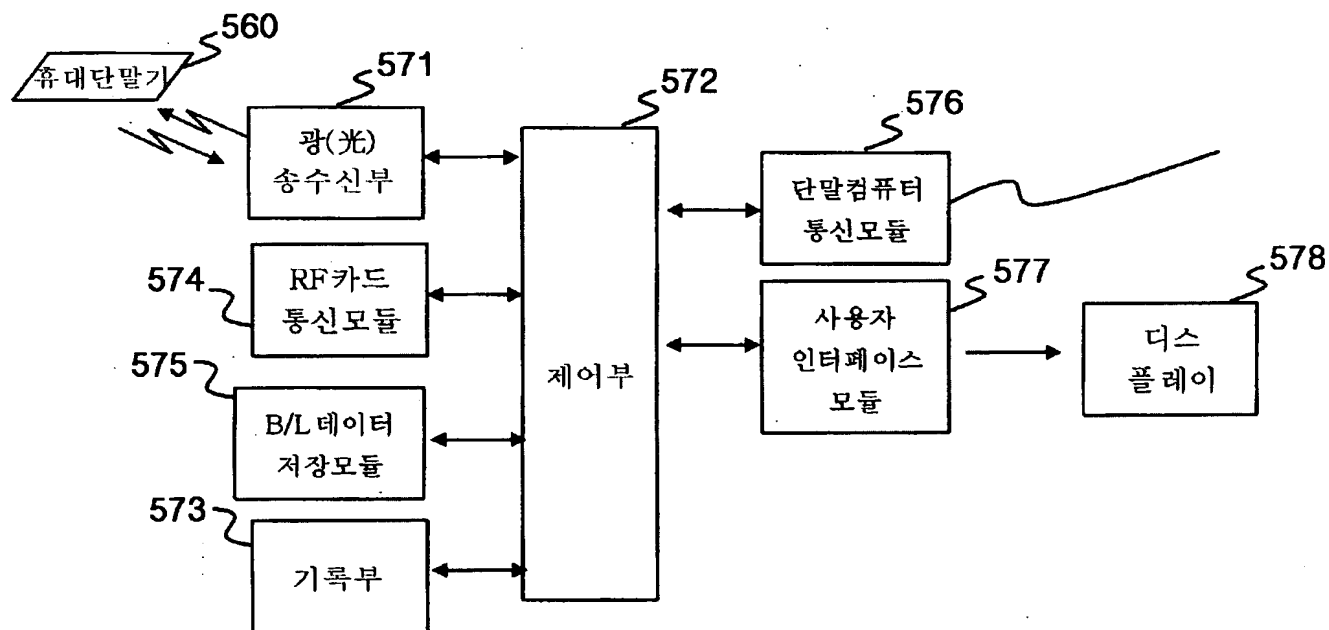 560
휴대단말기
571
광(光)
송수신부
572
576
단말컴퓨터
통신모듈
574
RF카드
통신모듈
577
사용자
인터페이스
모듈
578
디스
플레이
제어부
575
B/L데이터
저장모듈
573
기록부